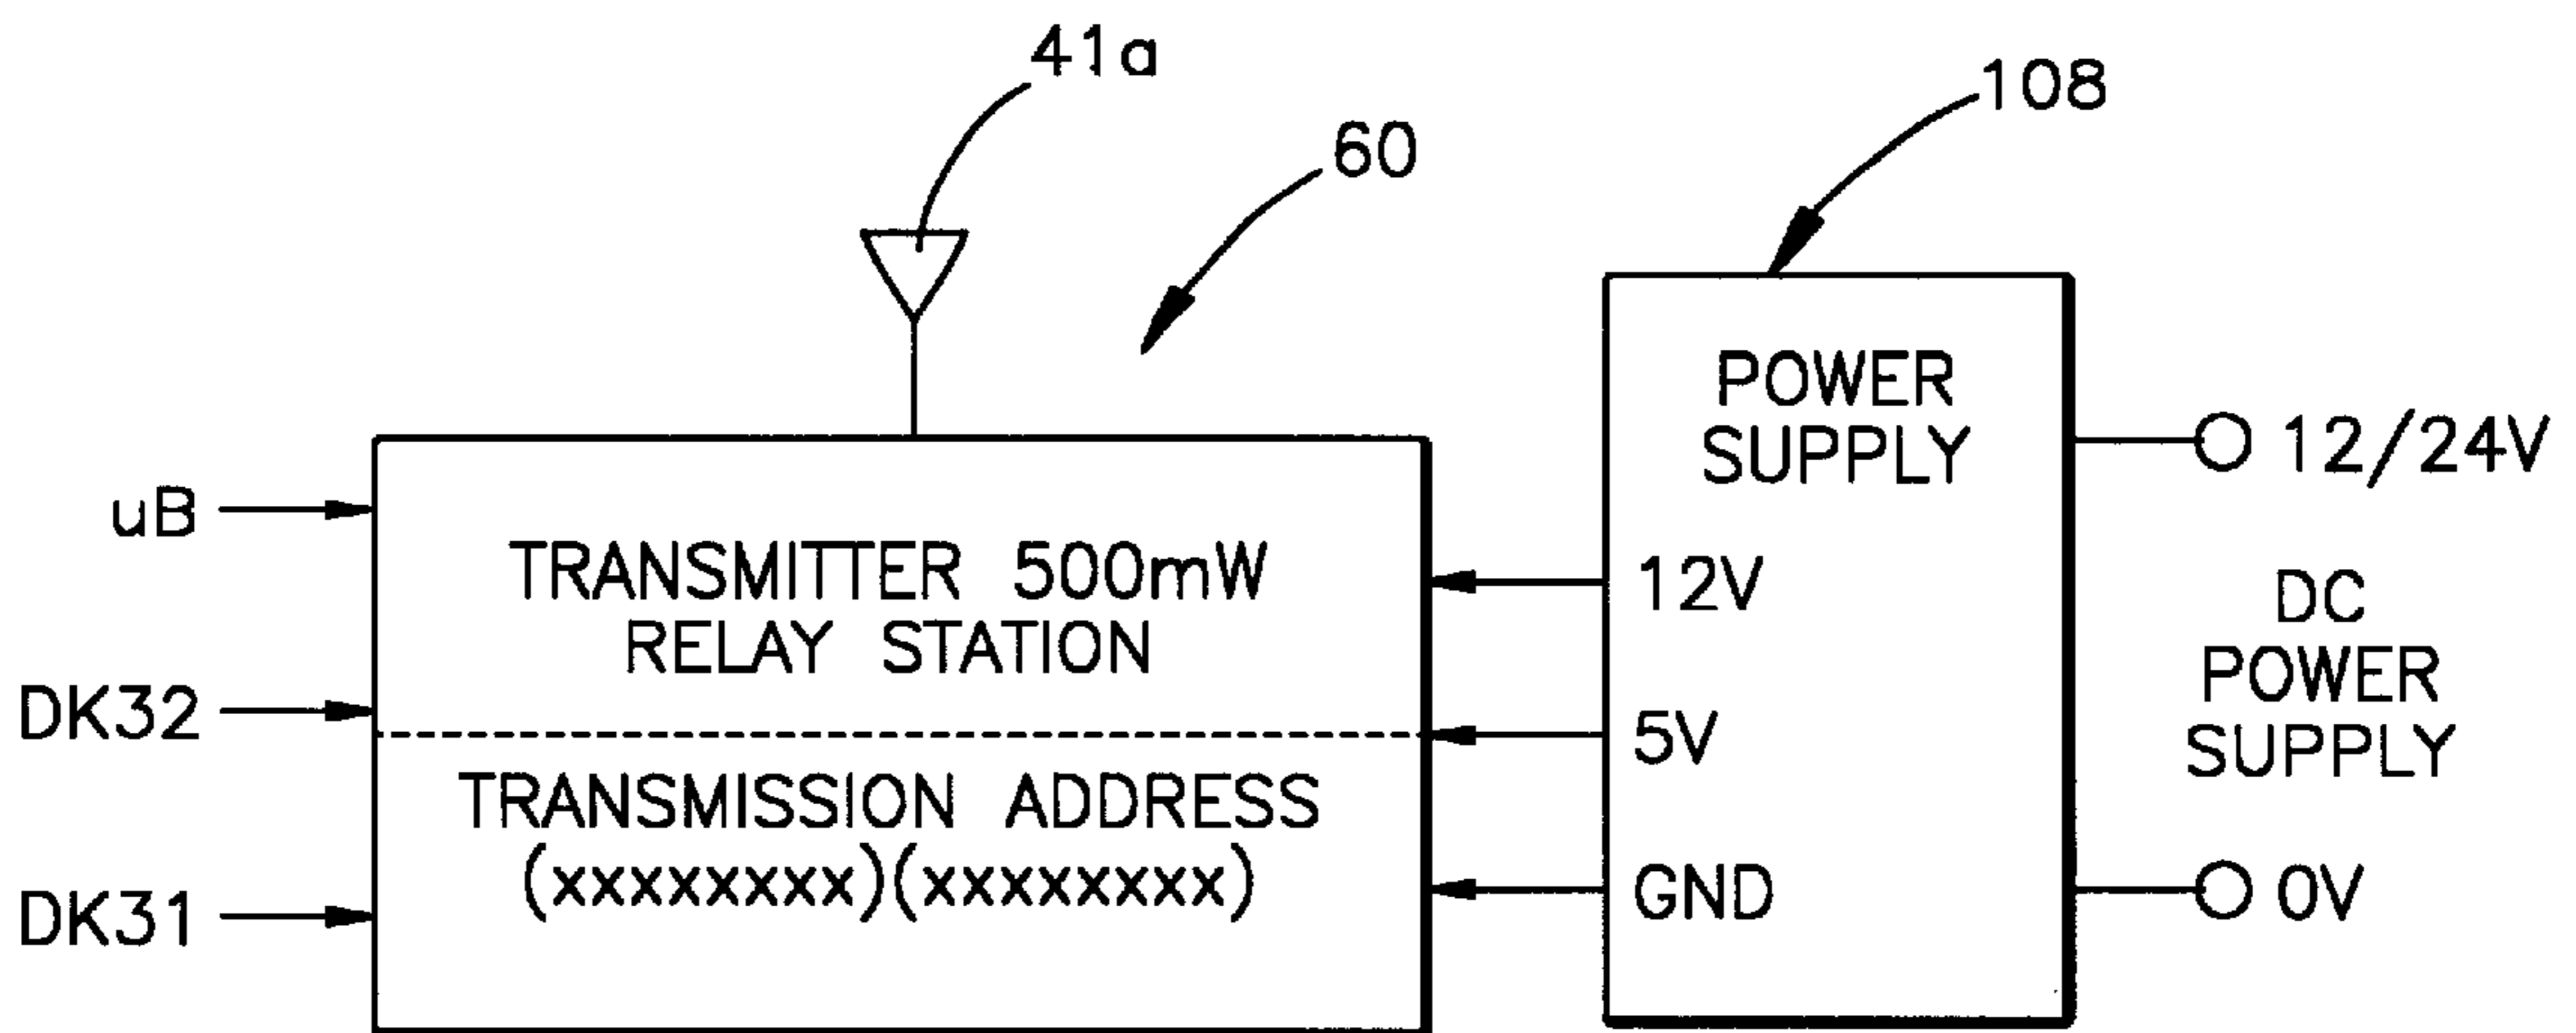 41a
60
108
uB
DK32
DK31
TRANSMITTER 500mW
RELAY STATION
TRANSMISSION ADDRESS
(xxxxxxxx)(xxxxxxxx)
POWER
SUPPLY
12V
5V
GND
12/24V
DC
POWER
SUPPLY
0V